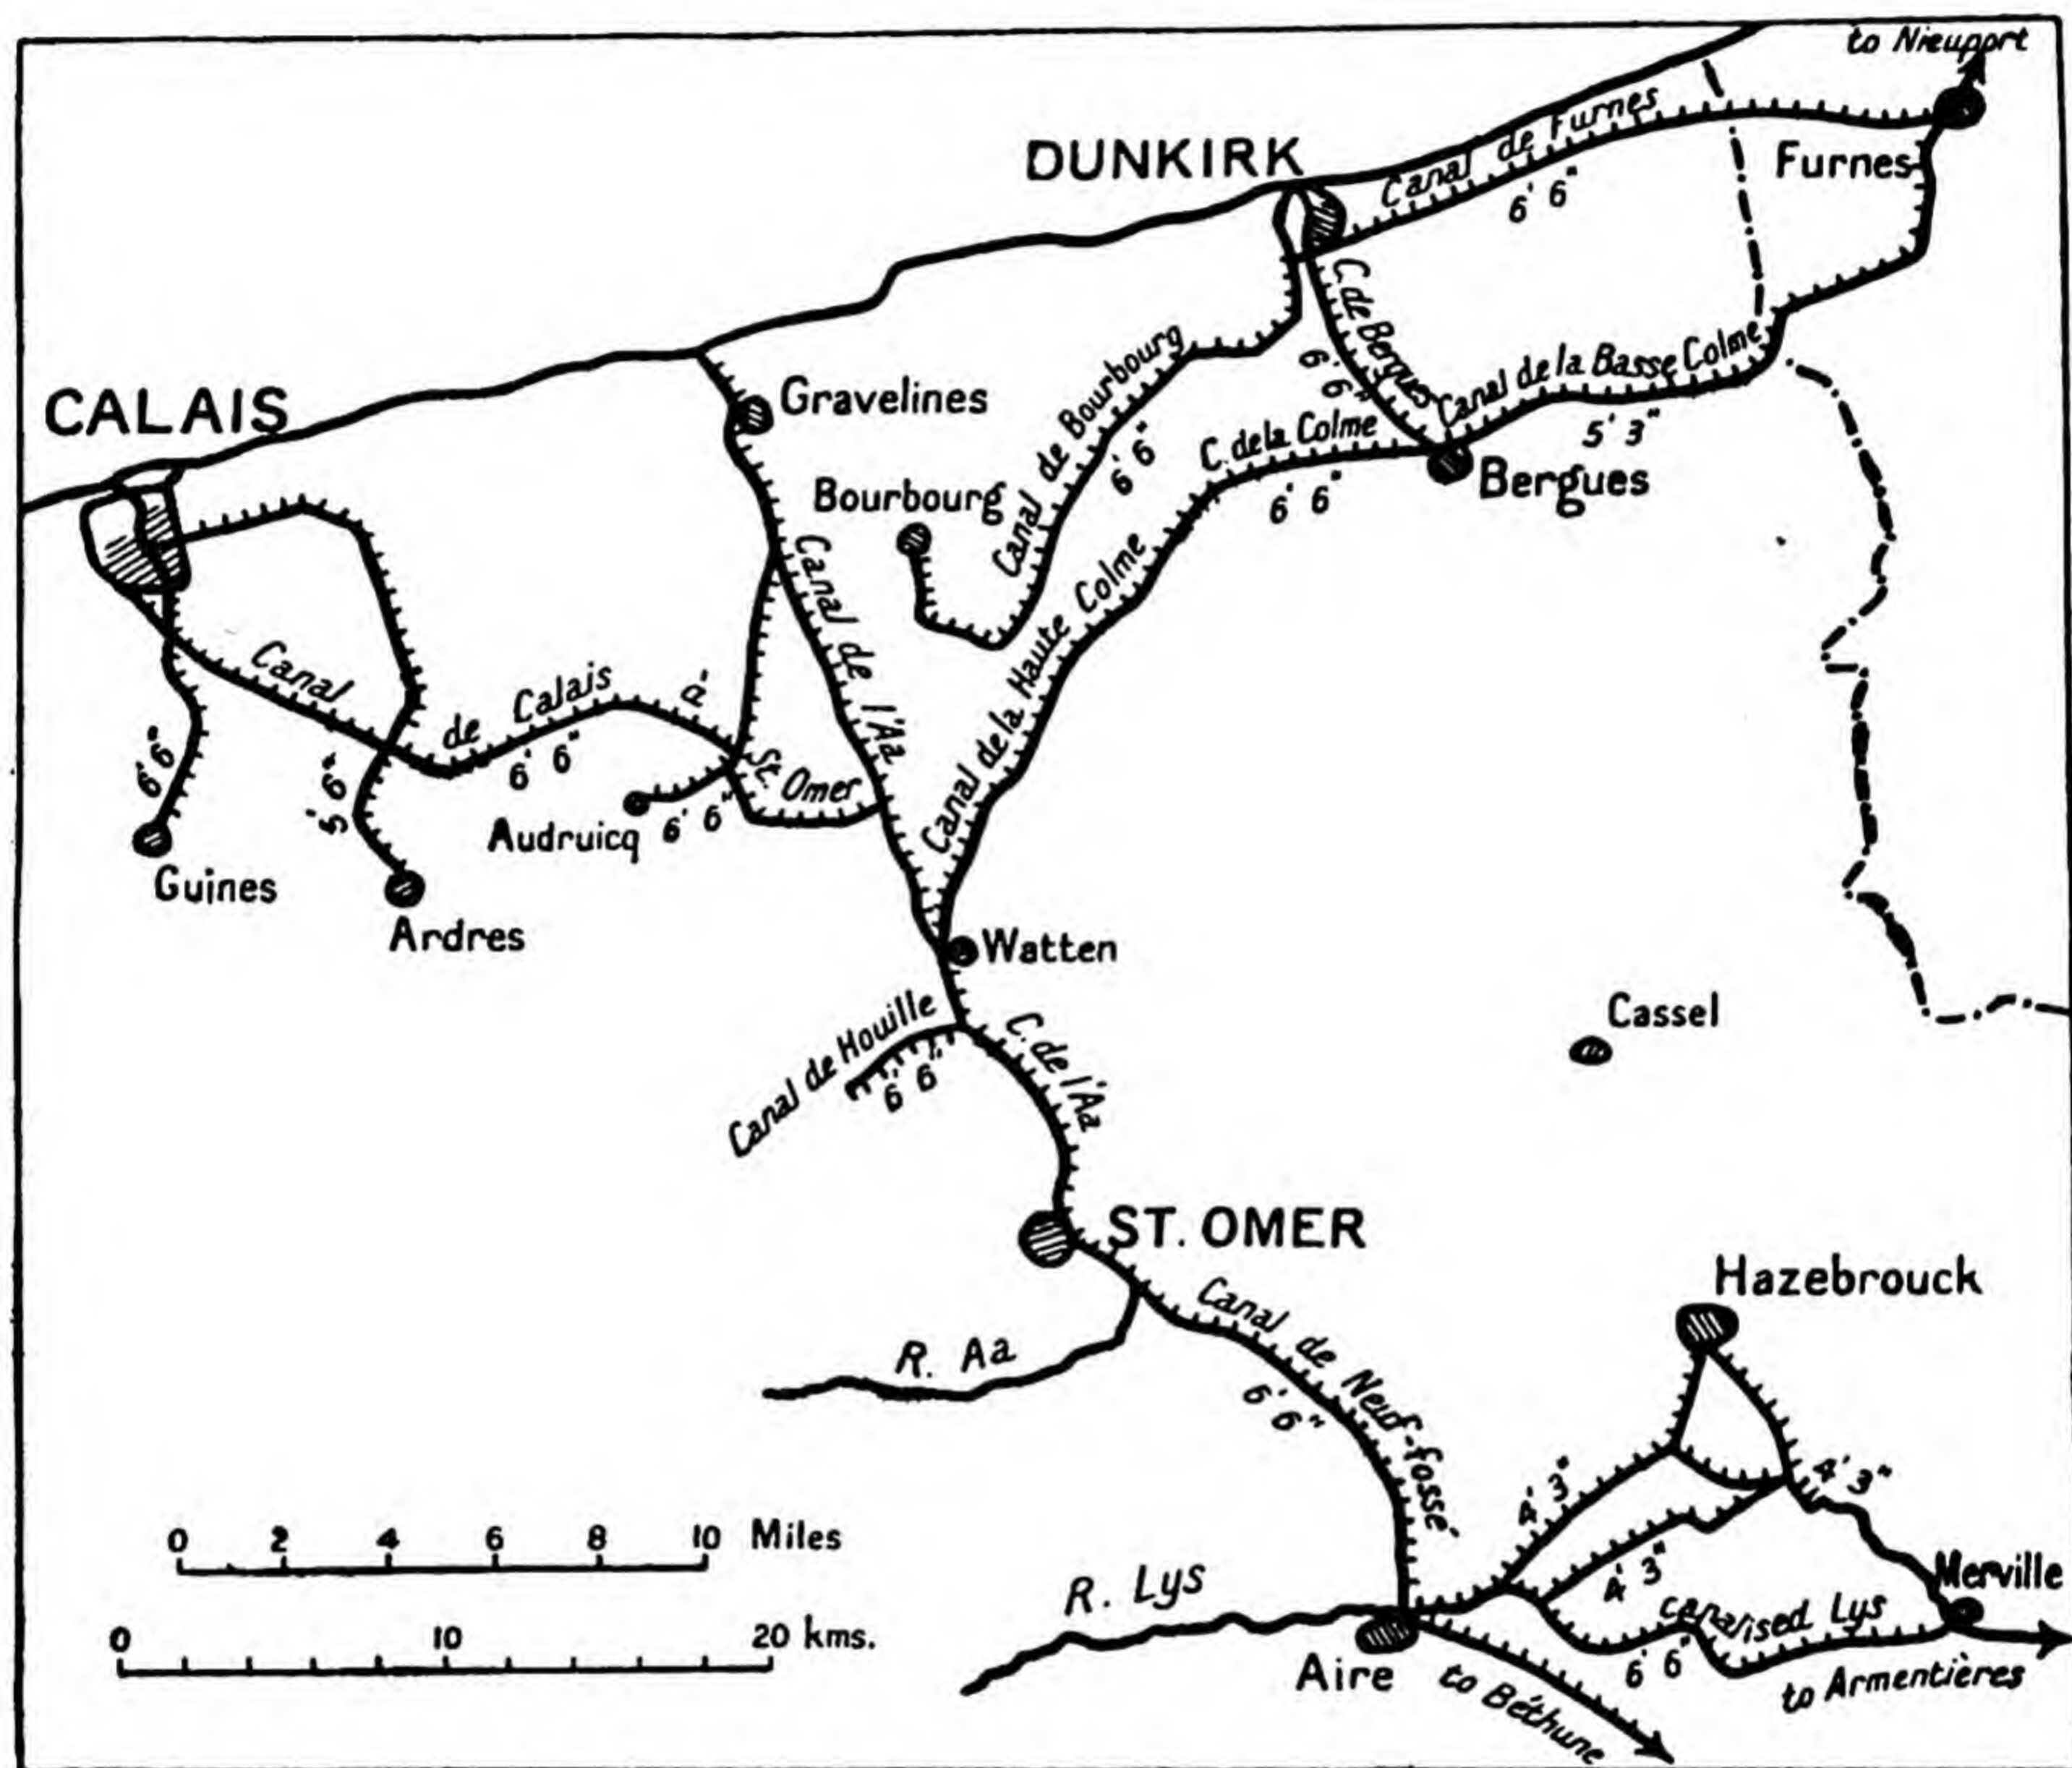 to Nieuport
DUNKIRK
Canal de Furnes
6' 6"
Furnes
C. de Bergues
6' 6"
Canal de la Basse Colme
5' 3"
CALAIS
Gravelines
Canal de Bourbourg
6' 6"
C. de la Colme
6' 6"
Bergues
Bourbourg
Canal de l'Aa
Canal de la Haute Colme
Canal de Calais à St. Omer
6' 6"
6' 6"
5' 6"
Audruicq
6' 6"
Guines
Ardres
Watten
Canal de Houille
6' 6"
C. de l'Aa
Cassel
ST. OMER
Hazebrouck
R. Aa
Canal de Neuf-fossé
6' 6"
4' 3"
4' 3"
4' 3"
0 2 4 6 8 10 Miles
0 10 20 kms.
R. Lys
Aire
canalised Lys
6' 6"
Merville
to Armentières
to Béthune